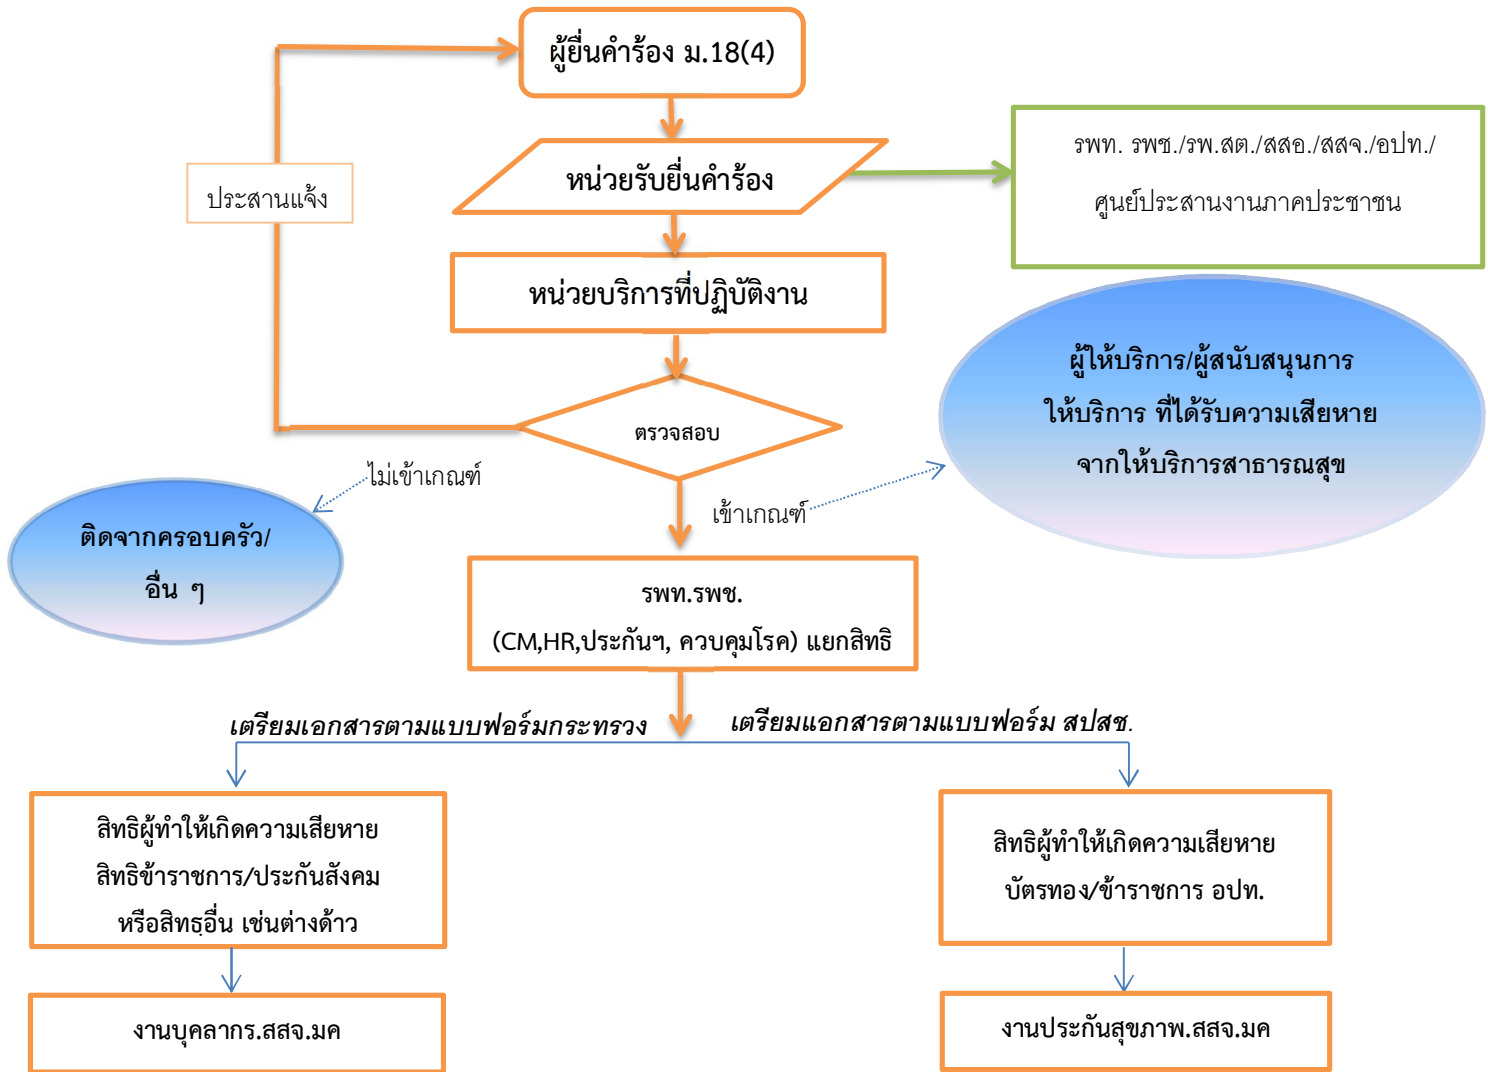 ผู้ยื่นคำร้อง ม.18(4)
หน่วยรับยื่นคำร้อง
รพท. รพช./รพ.สต./สสอ./สสจ./อปท./
ศูนย์ประสานงานภาคประชาชน
ประสานแจ้ง
หน่วยบริการที่ปฏิบัติงาน
ผู้ให้บริการ/ผู้สนับสนุนการ
ให้บริการ ที่ได้รับความเสียหาย
จากให้บริการสาธารณสุข
ตรวจสอบ
ไม่เข้าเกณฑ์
เข้าเกณฑ์
ติดจากครอบครัว/
อื่น ๆ
รพท.รพช.
(CM,HR,ประกันฯ, ควบคุมโรค) แยกสิทธิ
เตรียมเอกสารตามแบบฟอร์มกระทรวง
เตรียมแอกสารตามแบบฟอร์ม สปสช.
สิทธิผู้ทำให้เกิดความเสียหาย
สิทธิข้าราชการ/ประกันสังคม
หรือสิทธฺอื่น เช่นต่างด้าว
สิทธิผู้ทำให้เกิดความเสียหาย
บัตรทอง/ข้าราชการ อปท.
งานบุคลากร.สสจ.มค
งานประกันสุขภาพ.สสจ.มค